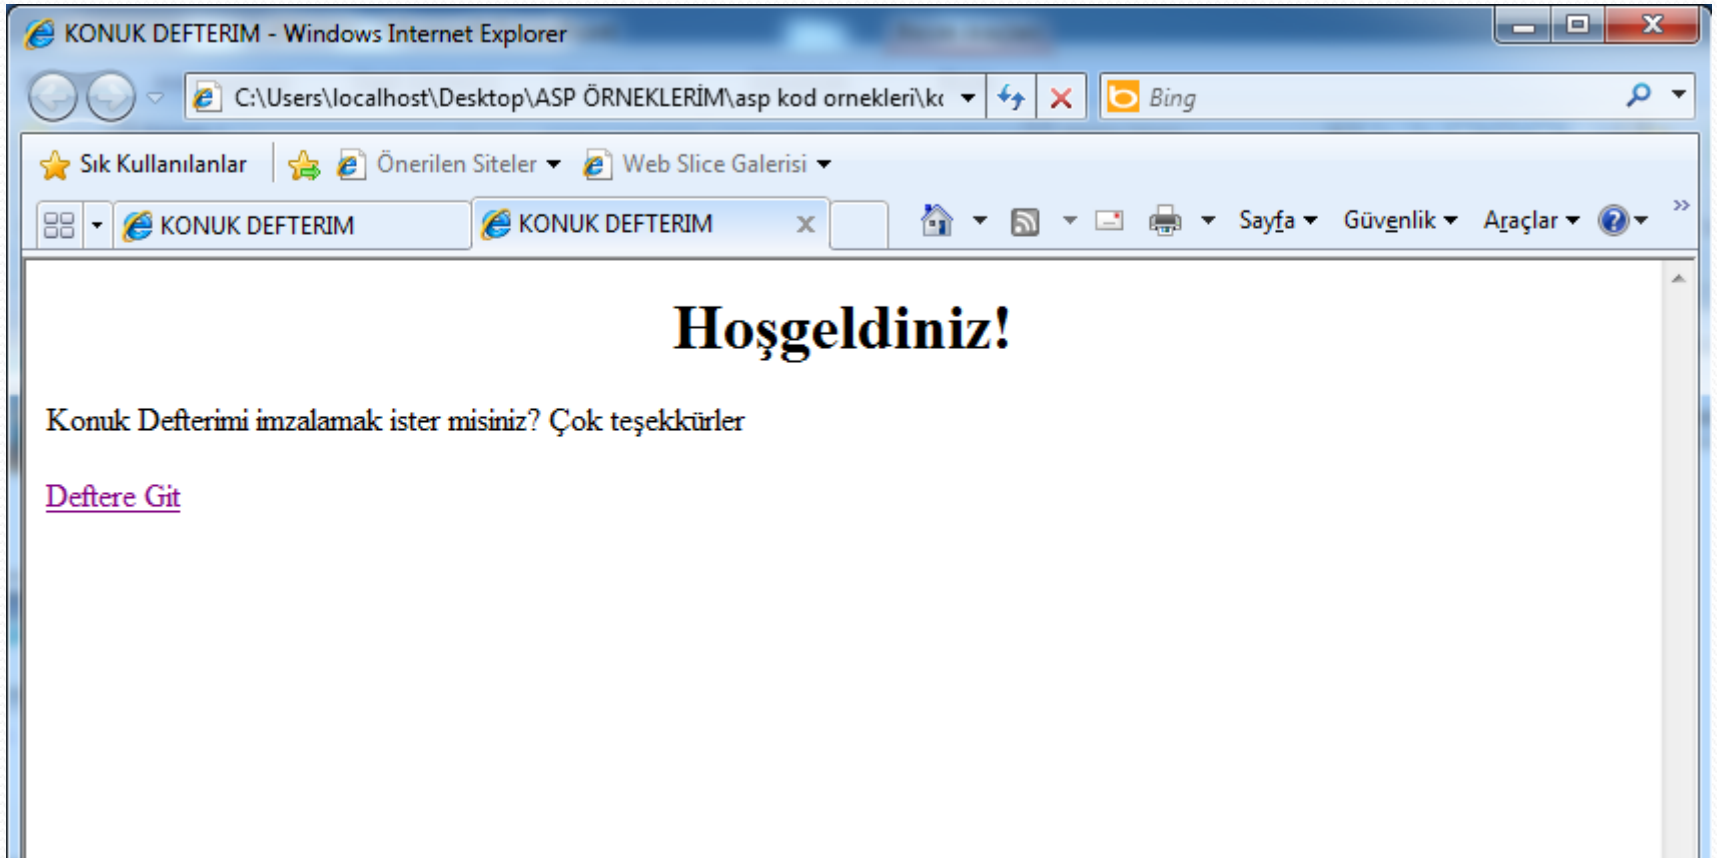 KONUK DEFTERIM - Windows Internet Explorer
C:\Users\localhost\Desktop\ASP ÖRNEKLERİM\asp kod ornekleri\kc
Bing
Sık Kullanılanlar Önerilen Siteler Web Slice Galerisi
KONUK DEFTERIM KONUK DEFTERIM Sayfa Güvenlik Araçlar
Hoşgeldiniz!
Konuk Defterimi imzalamak ister misiniz? Çok teşekkürler
Deftere Git